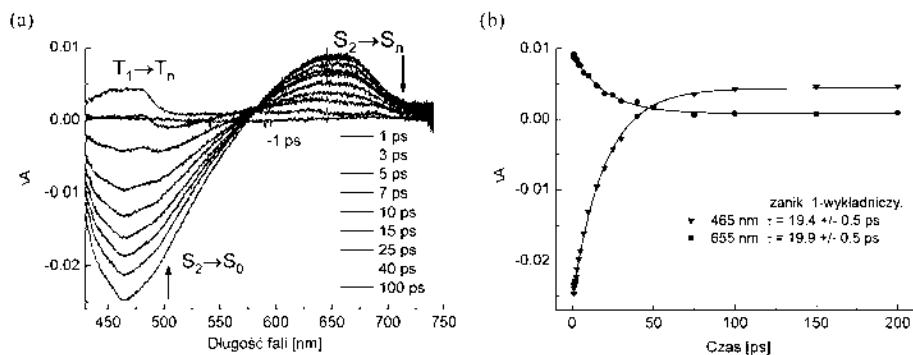 (a)
0.01
0.00
-0.01
-0.02
T₁→Tₙ
S₂→Sₙ
-1 ps
1 ps
3 ps
5 ps
7 ps
10 ps
15 ps
25 ps
40 ps
100 ps
S₂→S₀
450 500 550 600 650 700 750
Długość fali [nm]
(b)
0.01
0.00
-0.01
-0.02
zanik 1-wykładniczy.
465 nm τ = 19.4 +/- 0.5 ps
655 nm τ = 19.9 +/- 0.5 ps
0 50 100 150 200
Czas [ps]